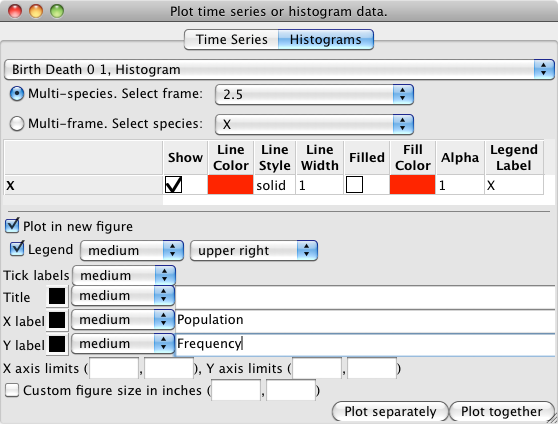 Plot time series or histogram data.
Time Series Histograms
Birth Death 0 1, Histogram
Multi-species. Select frame: 2.5
Multi-frame. Select species: X
Show Line Color Line Style Line Width Filled Fill Color Alpha Legend Label
X solid 1 1 X
Plot in new figure
Legend medium upper right
Tick labels medium
Title medium
X label medium Population
Y label medium Frequency
X axis limits ( , ), Y axis limits ( , )
Custom figure size in inches ( , )
Plot separately Plot together